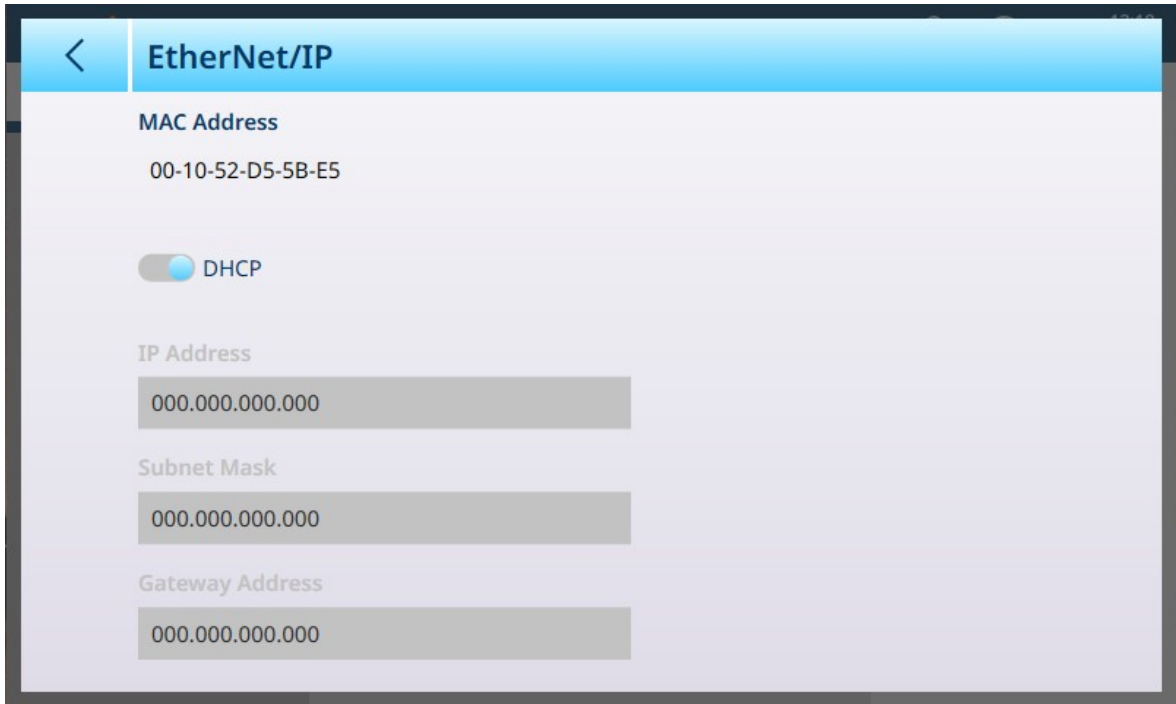 EtherNet/IP
MAC Address
00-10-52-D5-5B-E5
DHCP
IP Address
000.000.000.000
Subnet Mask
000.000.000.000
Gateway Address
000.000.000.000